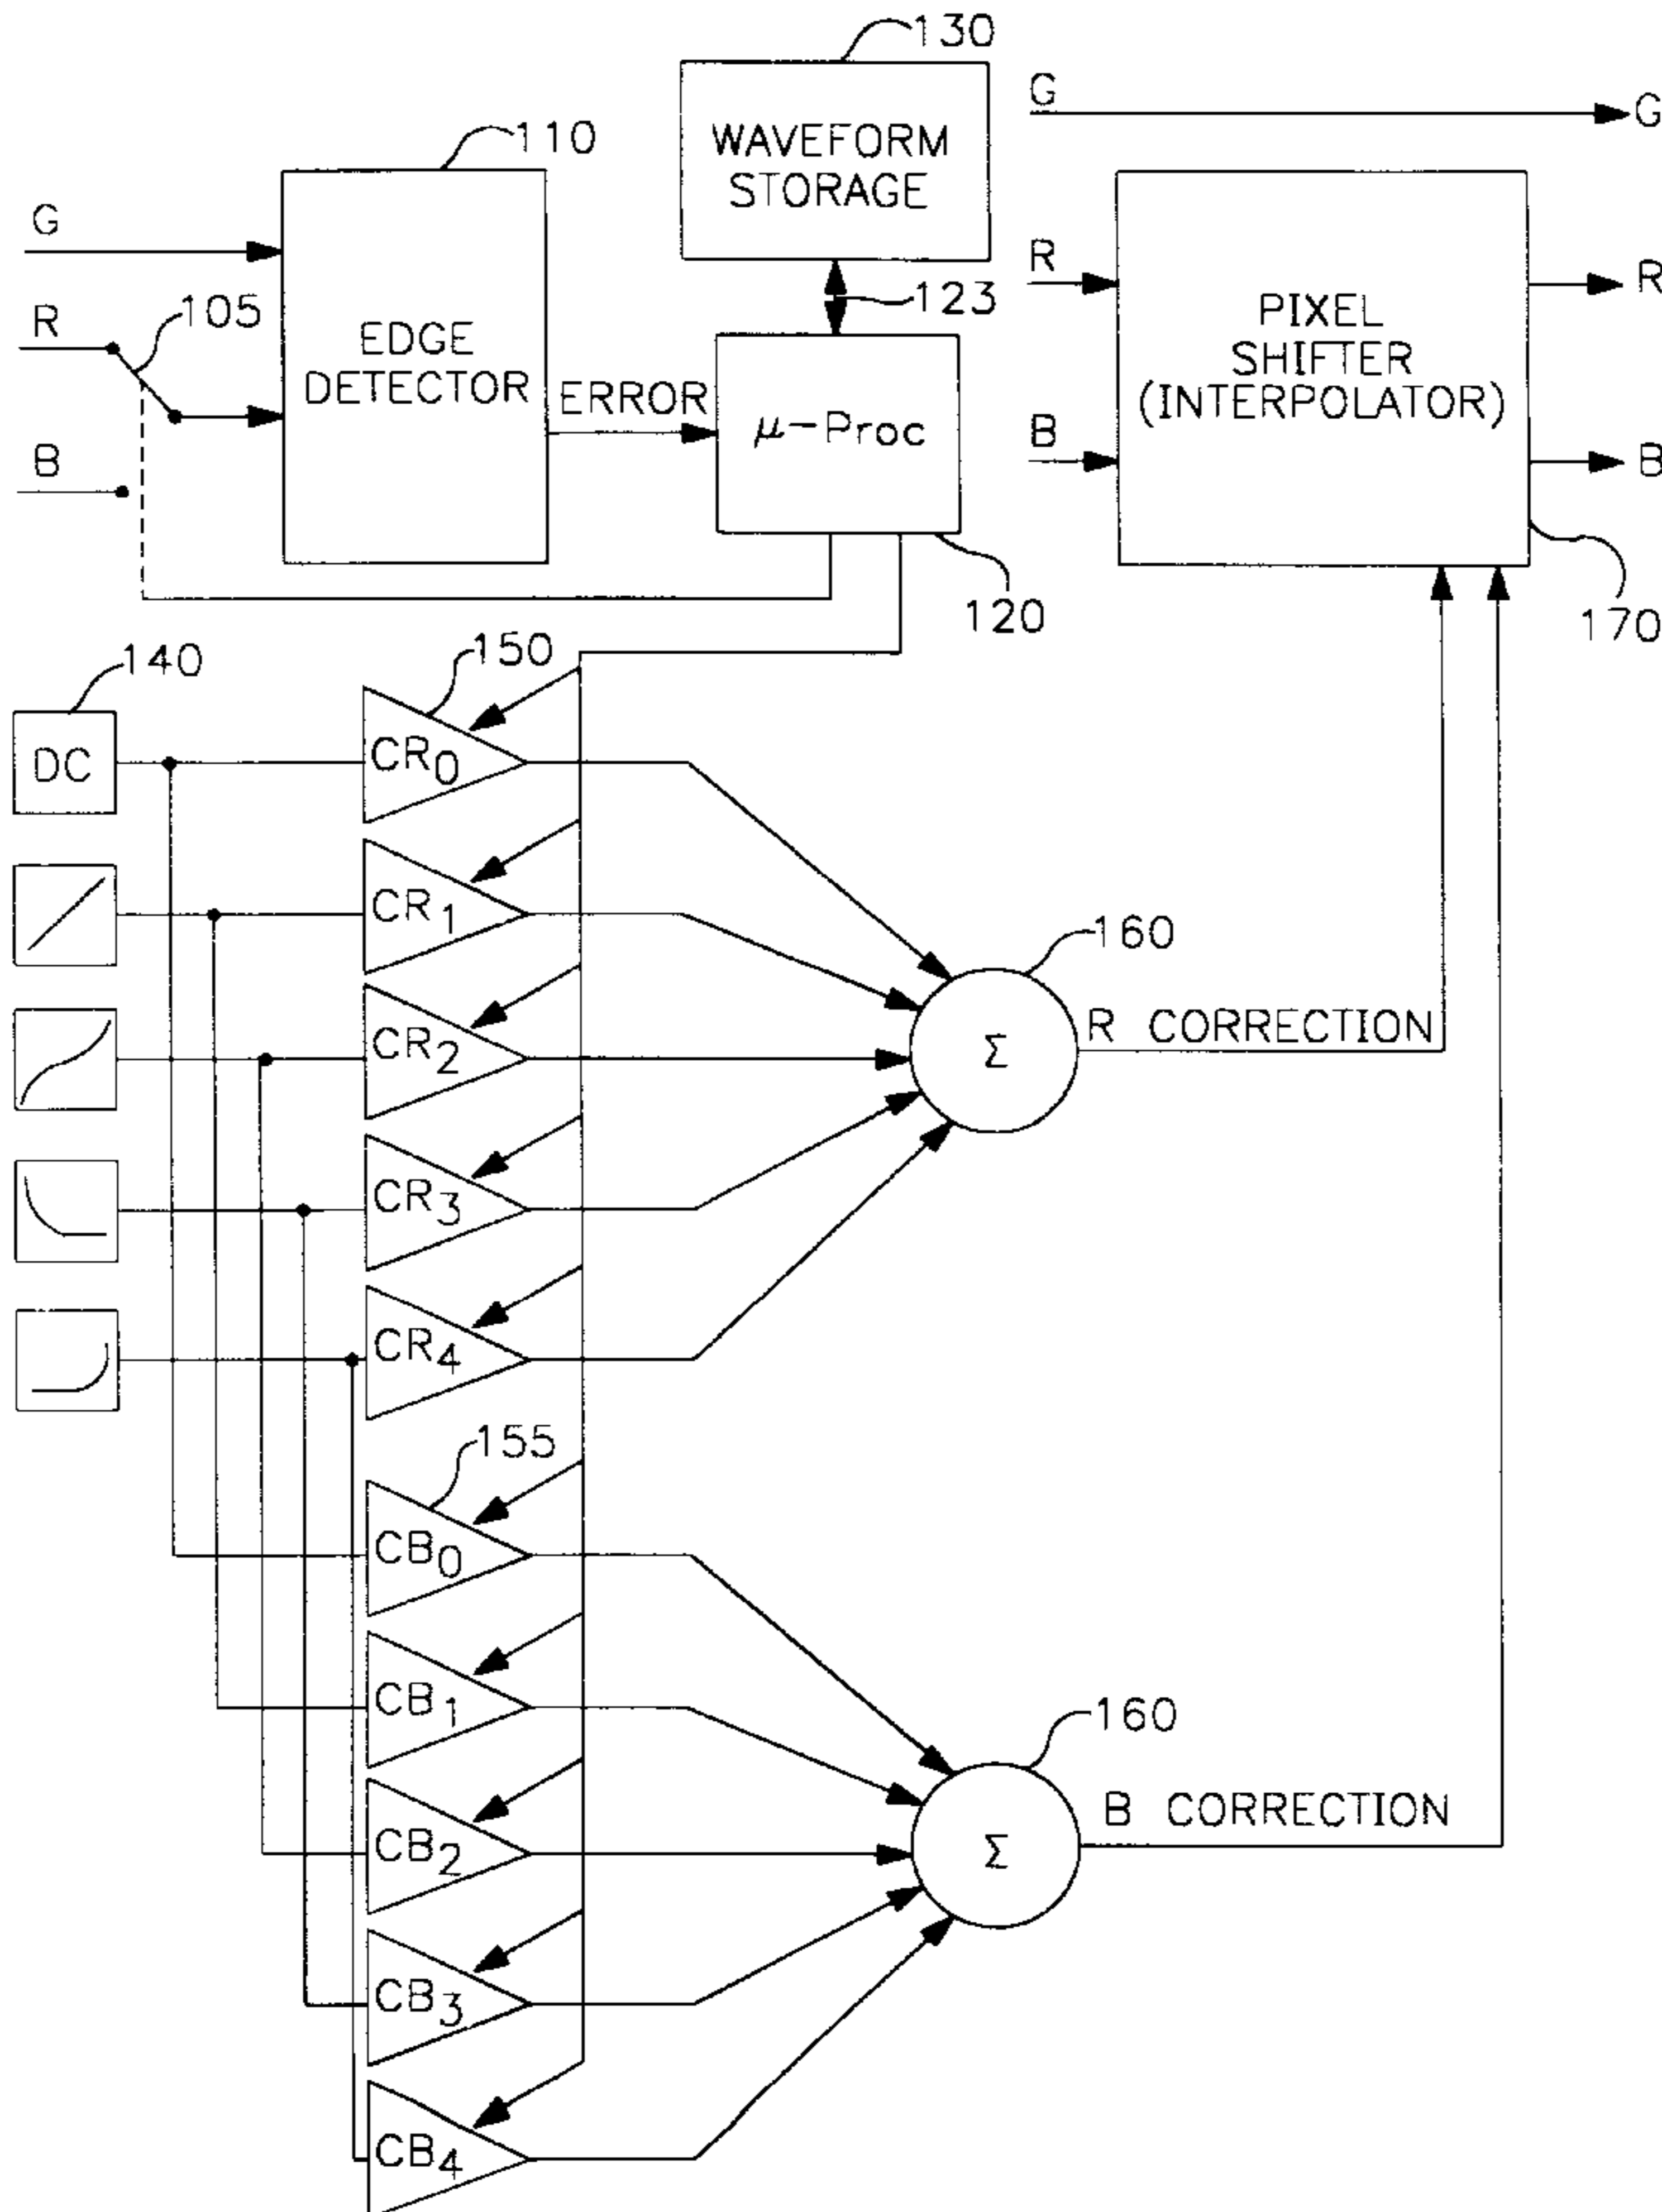 130
G
G
WAVEFORM
STORAGE
110
G
R
105
B
EDGE
DETECTOR
ERROR
123
μ-Proc
120
R
B
PIXEL
SHIFTER
(INTERPOLATOR)
R
B
170
140
DC
150
CR0
CR1
CR2
CR3
CR4
160
Σ
R CORRECTION
155
CB0
CB1
CB2
CB3
CB4
160
Σ
B CORRECTION